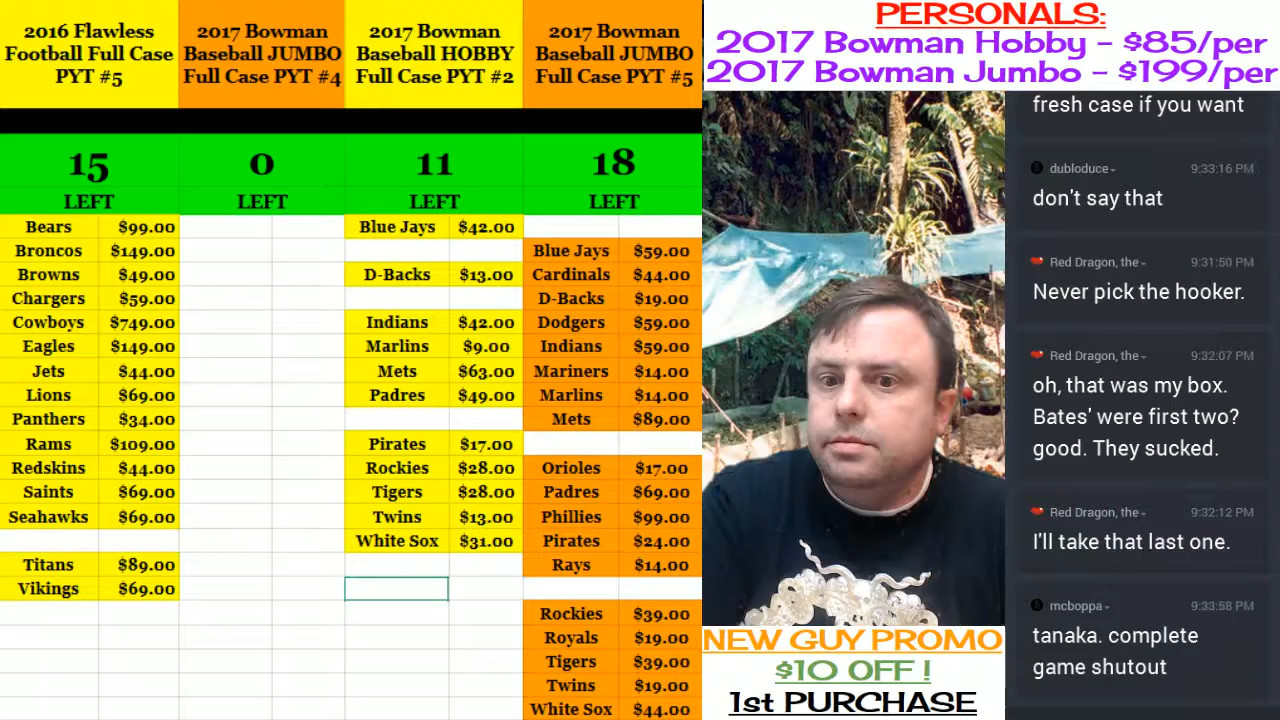 2016 Flawless
Football Full Case
PYT #5
2017 Bowman
Baseball JUMBO
Full Case PYT #4
2017 Bowman
Baseball HOBBY
Full Case PYT #2
2017 Bowman
Baseball JUMBO
Full Case PYT #5
15 0 11 18
LEFT LEFT LEFT LEFT
Bears $99.00 Blue Jays $42.00
Broncos $149.00 Blue Jays $59.00
Browns $49.00 D-Backs $13.00 Cardinals $44.00
Chargers $59.00 D-Backs $19.00
Cowboys $749.00 Indians $42.00 Dodgers $59.00
Eagles $149.00 Marlins $9.00 Indians $59.00
Jets $44.00 Mets $63.00 Mariners $14.00
Lions $69.00 Padres $49.00 Marlins $14.00
Panthers $34.00 Mets $89.00
Rams $109.00 Pirates $17.00
Redskins $44.00 Rockies $28.00 Orioles $17.00
Saints $69.00 Tigers $28.00 Padres $69.00
Seahawks $69.00 Twins $13.00 Phillies $99.00
White Sox $31.00 Pirates $24.00
Titans $89.00 Rays $14.00
Vikings $69.00
Rockies $39.00
Royals $19.00
Tigers $39.00
Twins $19.00
White Sox $44.00
PERSONALS:
2017 Bowman Hobby - $85/per
2017 Bowman Jumbo - $199/per
NEW GUY PROMO
$10 OFF !
1st PURCHASE
fresh case if you want
dubloduce 9:33:16 PM
don't say that
Red Dragon, the 9:31:50 PM
Never pick the hooker.
Red Dragon, the 9:32:07 PM
oh, that was my box.
Bates' were first two?
good. They sucked.
Red Dragon, the 9:32:12 PM
I'll take that last one.
mcboppa 9:33:58 PM
tanaka. complete
game shutout